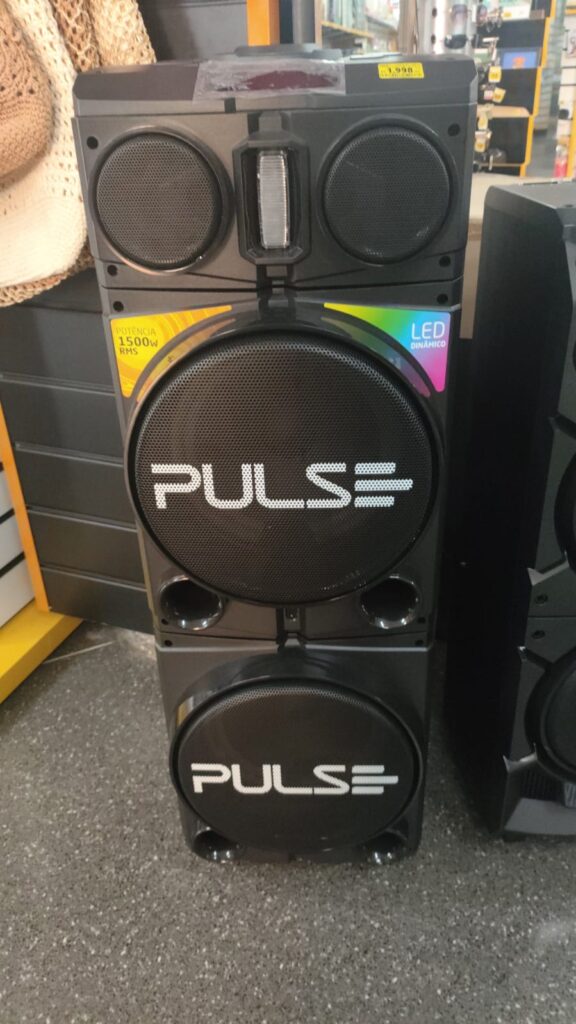 1.998
POTÊNCIA
1500W
RMS
LED
DINÂMICO
PULSE
PULSE